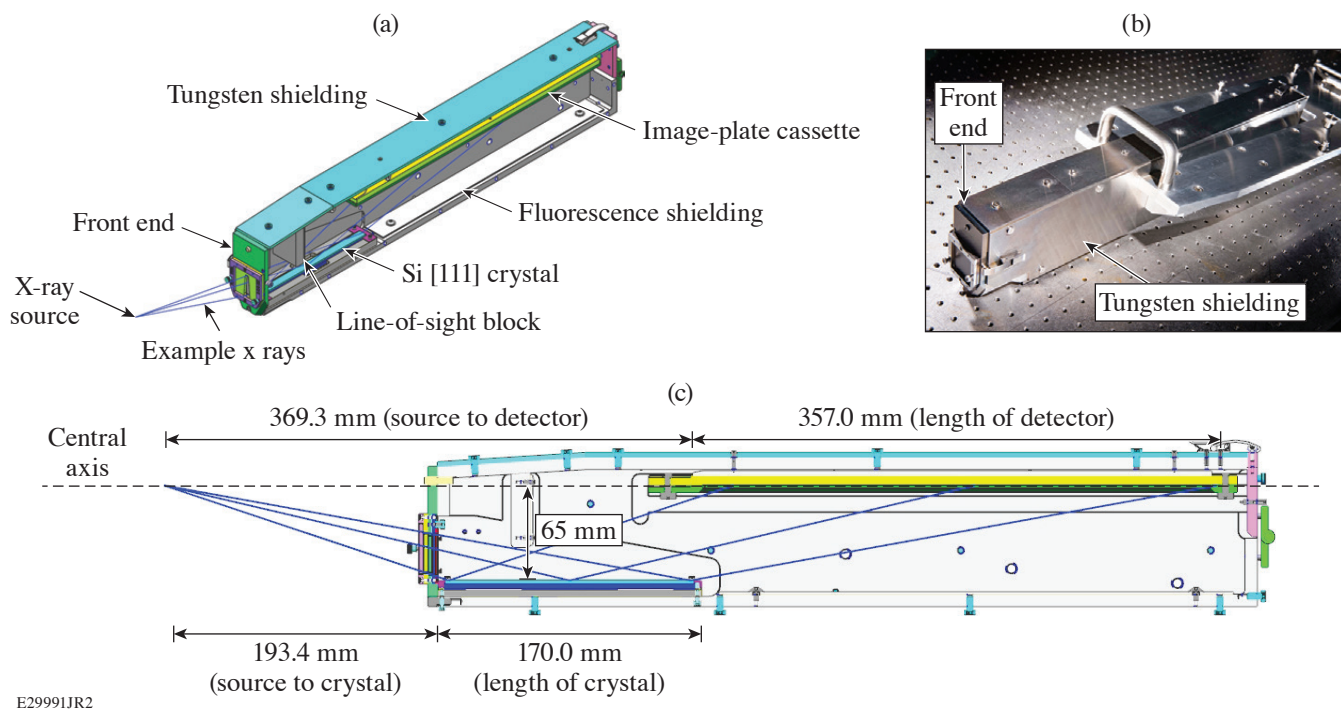 (a)
Tungsten shielding
Image-plate cassette
Front end
Fluorescence shielding
Si [111] crystal
X-ray
source
Line-of-sight block
Example x rays
(b)
Front
end
Tungsten shielding
(c)
369.3 mm (source to detector)
357.0 mm (length of detector)
Central
axis
65 mm
193.4 mm
(source to crystal)
170.0 mm
(length of crystal)
E29991JR2